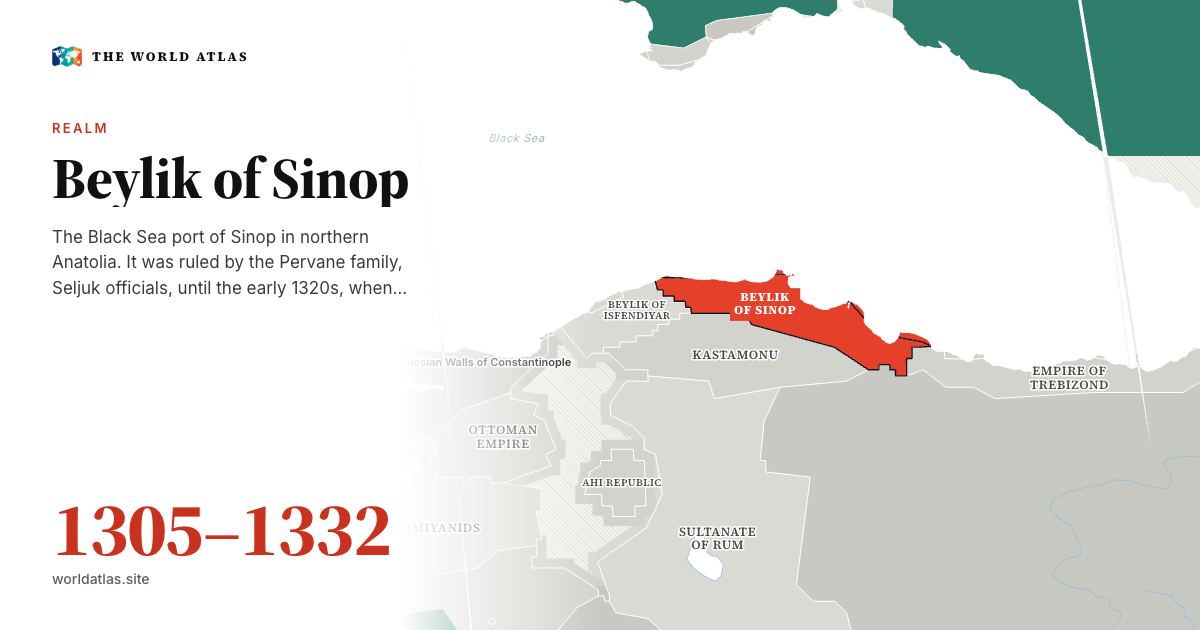 THE WORLD ATLAS
REALM
Beylik of Sinop
The Black Sea port of Sinop in northern
Anatolia. It was ruled by the Pervane family,
Seljuk officials, until the early 1320s, when...
1305–1332
worldatlas.site
Black Sea
BEYLIK OF
ISFENDIYAR
BEYLIK
OF SINOP
Walls of Constantinople
KASTAMONU
EMPIRE OF
TREBIZOND
OTTOMAN
EMPIRE
AHI REPUBLIC
SULTANATE
OF RUM